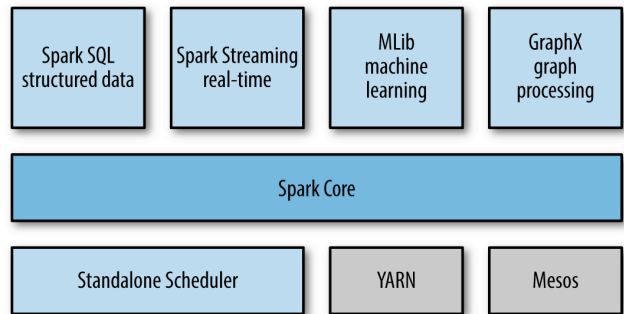 Spark SQL
structured data
Spark Streaming
real-time
MLib
machine
learning
GraphX
graph
processing
Spark Core
Standalone Scheduler
YARN
Mesos